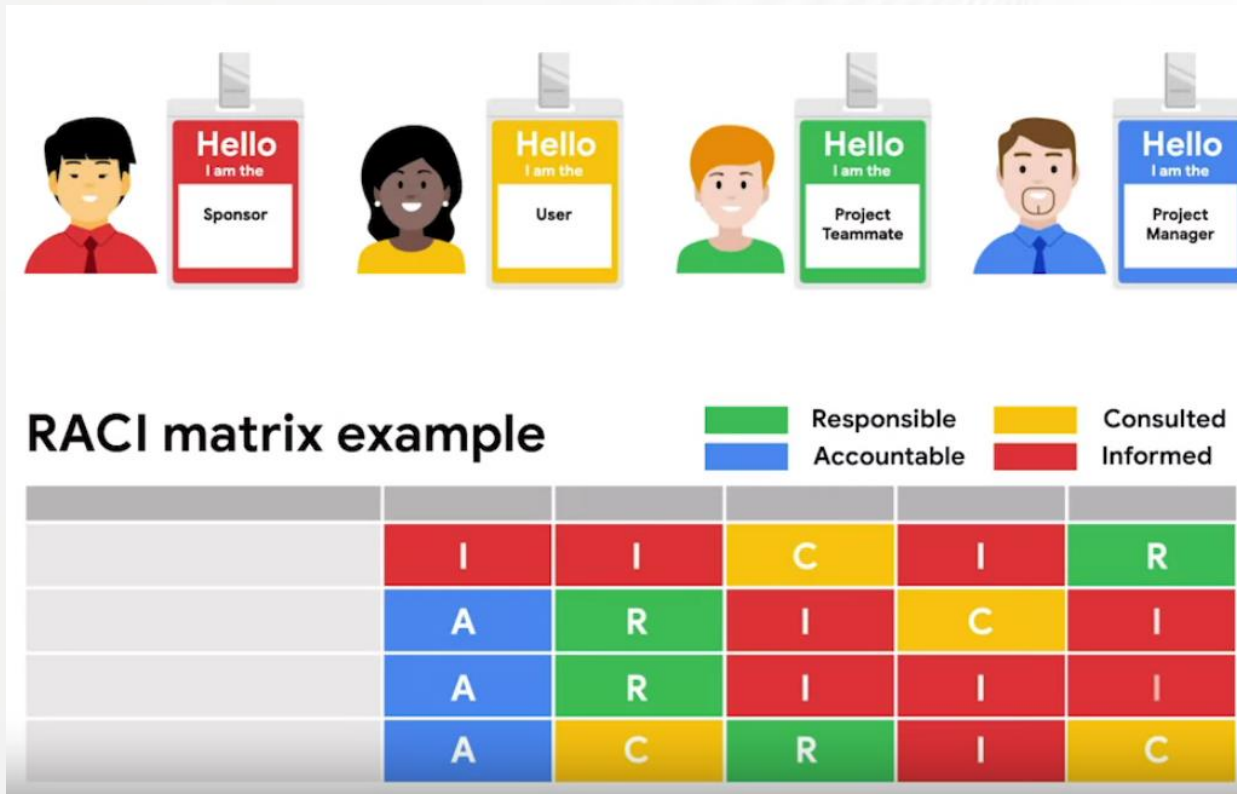 Hello
I am the
Sponsor
Hello
I am the
User
Hello
I am the
Project
Teammate
Hello
I am the
Project
Manager
RACI matrix example
Responsible
Consulted
Accountable
Informed
I I C I R
A R I C I
A R I I I
A C R I C